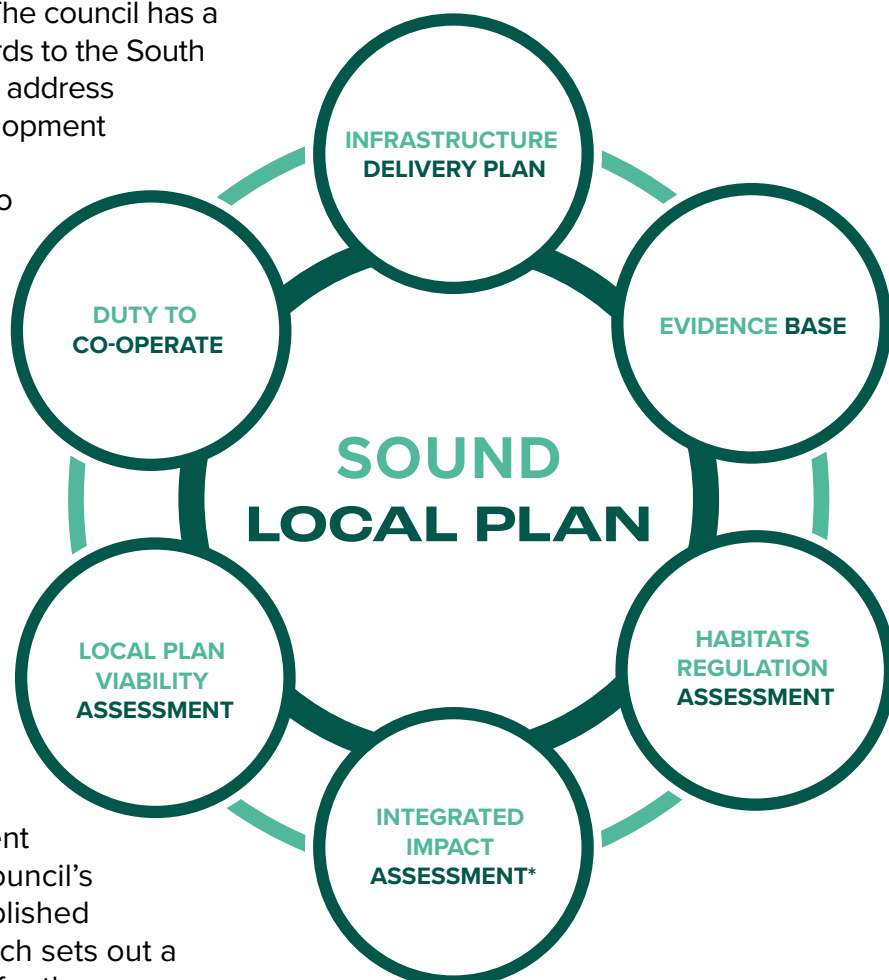 The council has a
rds to the South
address
opment
o
INFRASTRUCTURE
DELIVERY PLAN
DUTY TO
CO-OPERATE
EVIDENCE BASE
SOUND
LOCAL PLAN
LOCAL PLAN
VIABILITY
ASSESSMENT
HABITATS
REGULATION
ASSESSMENT
INTEGRATED
IMPACT
ASSESSMENT*
ent
ouncil's
blished
ch sets out a